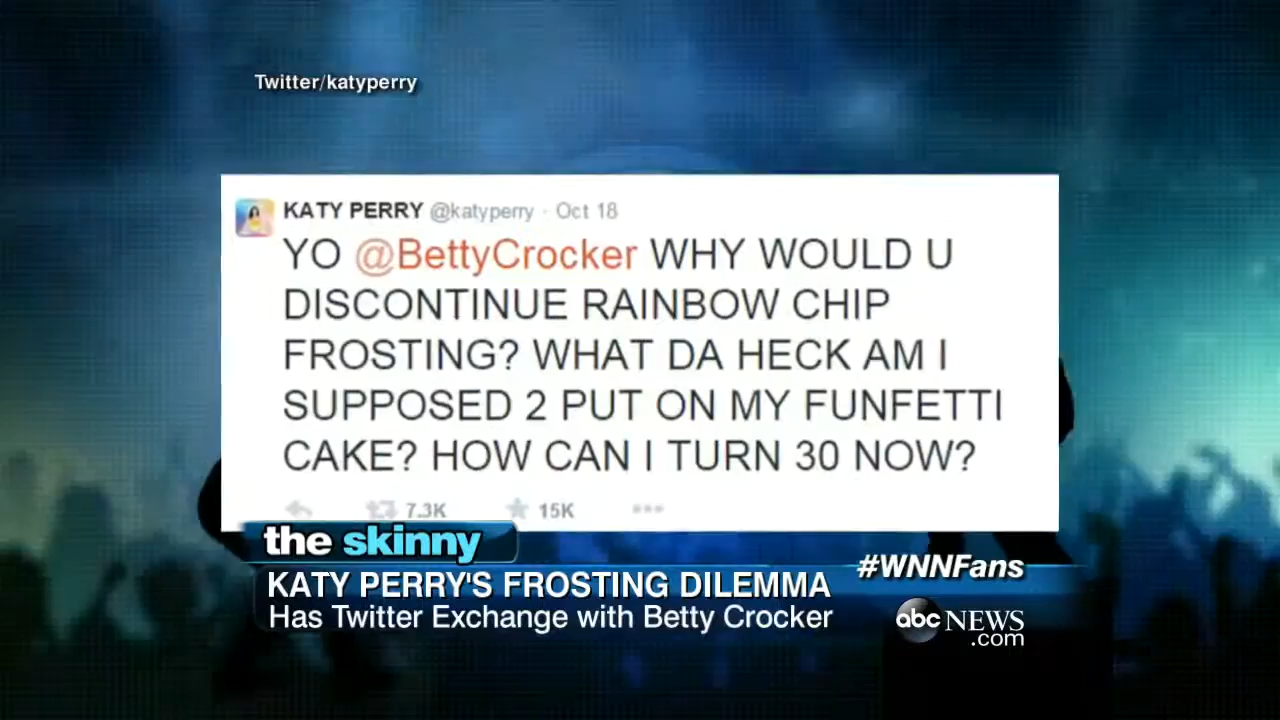 Twitter/katyperry
KATY PERRY @katyperry · Oct 18
YO @BettyCrocker WHY WOULD U
DISCONTINUE RAINBOW CHIP
FROSTING? WHAT DA HECK AM I
SUPPOSED 2 PUT ON MY FUNFETTI
CAKE? HOW CAN I TURN 30 NOW?
7.3K 15K
the skinny
KATY PERRY'S FROSTING DILEMMA
Has Twitter Exchange with Betty Crocker
#WNNFans
abc NEWS
.com